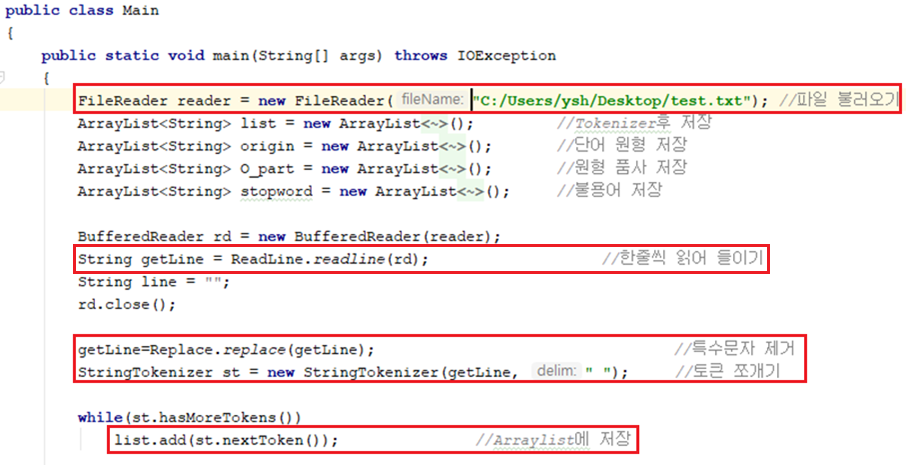 public class Main
{
public static void main(String[] args) throws IOException
{
FileReader reader = new FileReader( fileName: "C:/Users/ysh/Desktop/test.txt"); //파일 불러오기
ArrayList<String> list = new ArrayList<~>(); //Tokenizer후 저장
ArrayList<String> origin = new ArrayList<~>(); //단어 원형 저장
ArrayList<String> O_part = new ArrayList<~>(); //원형 품사 저장
ArrayList<String> stopword = new ArrayList<~>(); //불용어 저장
BufferedReader rd = new BufferedReader(reader);
String getLine = ReadLine.readline(rd); //한줄씩 읽어 들이기
String line = "";
rd.close();
getLine=Replace.replace(getLine); //특수문자 제거
StringTokenizer st = new StringTokenizer(getLine, delim: " "); //토큰 쪼개기
while(st.hasMoreTokens())
list.add(st.nextToken()); //Arraylist에 저장